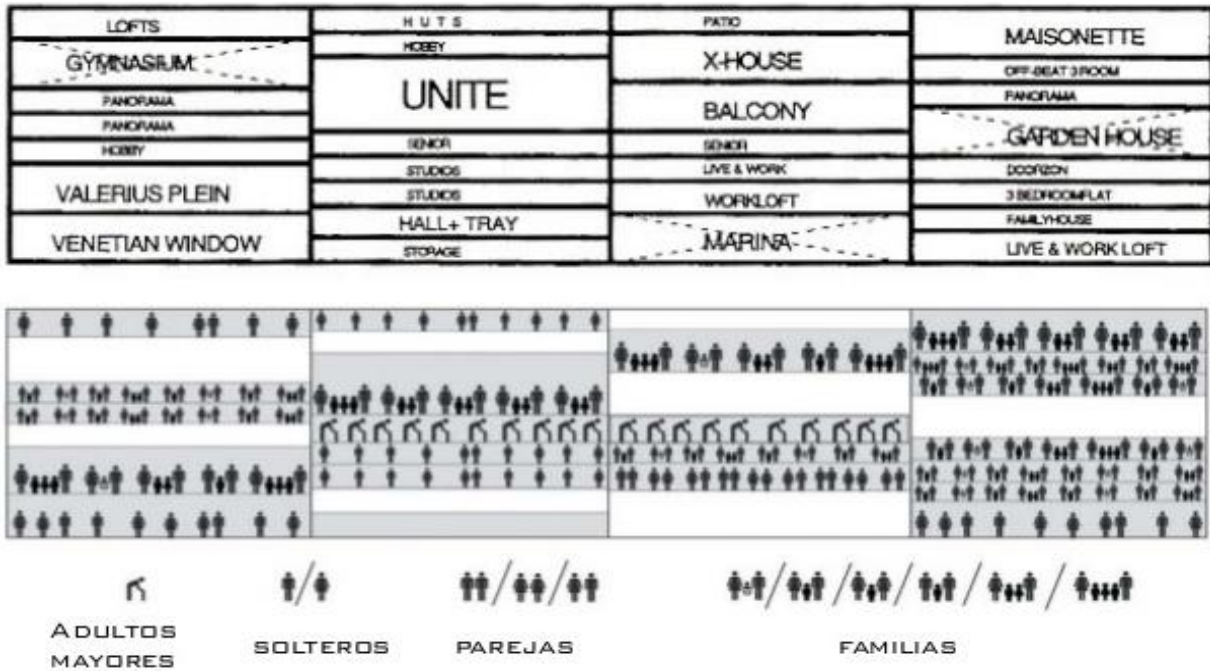 LOFTS
GYMNASIUM
PANORAMA
PANORAMA
HOBBY
VALERIUS PLEIN
VENETIAN WINDOW
HUTS
HOBBY
UNITE
SENIOR
STUDIOS
STUDIOS
HALL+ TRAY
STORAGE
PATIO
X-HOUSE
BALCONY
SENIOR
LIVE & WORK
WORKLOFT
MARINA
MAISONETTE
OFF-BEAT 3 ROOM
PANORAMA
GARDEN HOUSE
DOORZON
3 BEDROOMFLAT
FAMILYHOUSE
LIVE & WORK LOFT
ADULTOS
MAYORES
SOLTEROS
PAREJAS
FAMILIAS